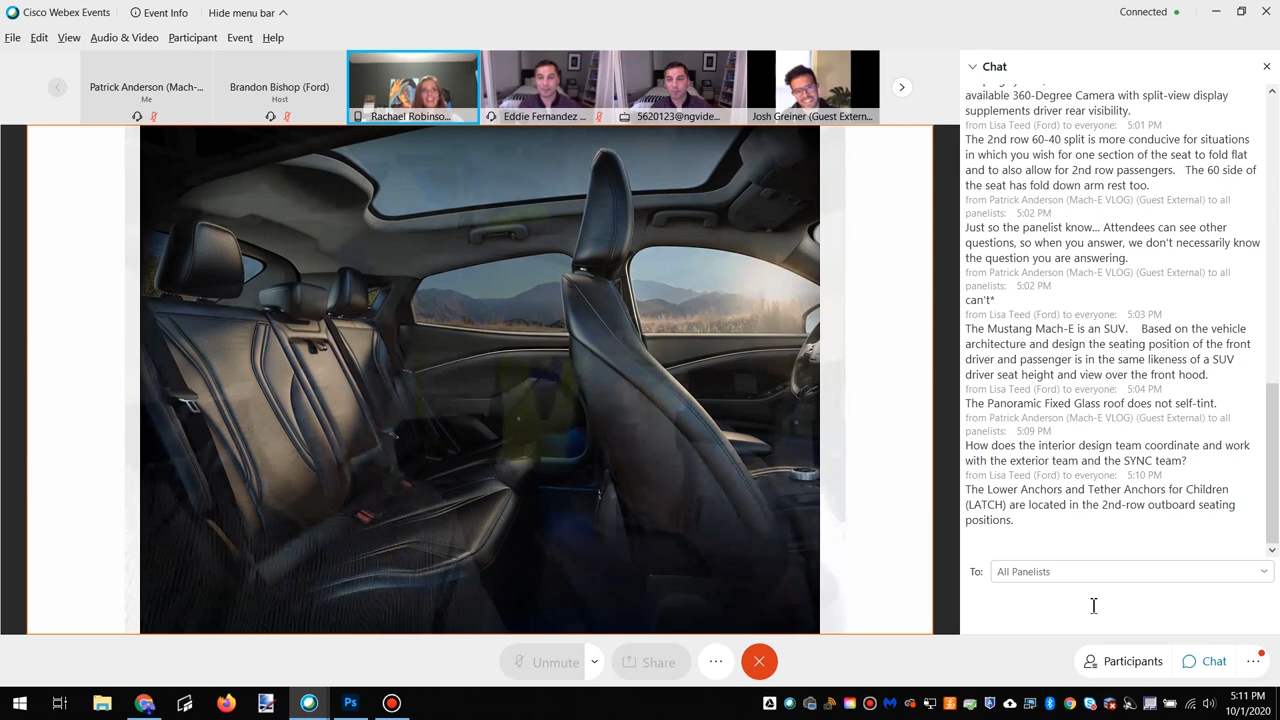 Cisco Webex Events
Event Info
Hide menu bar
Connected
File Edit View Audio & Video Participant Event Help
Patrick Anderson (Mach-...
Me
Brandon Bishop (Ford)
Host
Rachael Robinso...
Eddie Fernandez ...
5620123@ngvide...
Josh Greiner (Guest Extern...
Chat
available 360-Degree Camera with split-view display
supplements driver rear visibility.
from Lisa Teed (Ford) to everyone: 5:01 PM
The 2nd row 60-40 split is more conducive for situations
in which you wish for one section of the seat to fold flat
and to also allow for 2nd row passengers. The 60 side of
the seat has fold down arm rest too.
from Patrick Anderson (Mach-E VLOG) (Guest External) to all
panelists: 5:02 PM
Just so the panelist know... Attendees can see other
questions, so when you answer, we don't necessarily know
the question you are answering.
from Patrick Anderson (Mach-E VLOG) (Guest External) to all
panelists: 5:02 PM
can't*
from Lisa Teed (Ford) to everyone: 5:03 PM
The Mustang Mach-E is an SUV. Based on the vehicle
architecture and design the seating position of the front
driver and passenger is in the same likeness of a SUV
driver seat height and view over the front hood.
from Lisa Teed (Ford) to everyone: 5:04 PM
The Panoramic Fixed Glass roof does not self-tint.
from Patrick Anderson (Mach-E VLOG) (Guest External) to all
panelists: 5:09 PM
How does the interior design team coordinate and work
with the exterior team and the SYNC team?
from Lisa Teed (Ford) to everyone: 5:10 PM
The Lower Anchors and Tether Anchors for Children
(LATCH) are located in the 2nd-row outboard seating
positions.
To: All Panelists
Unmute
Share
Participants
Chat
5:11 PM
10/1/2020